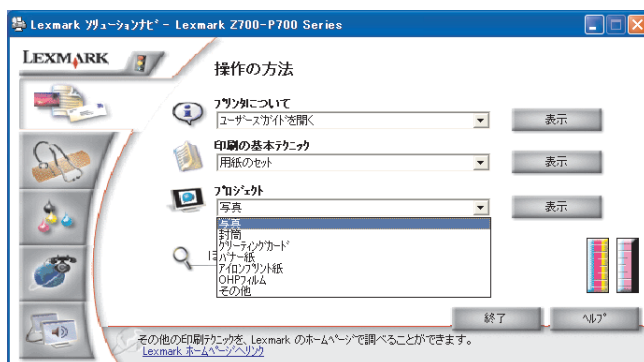 Lexmark ｿﾘｭｰｼｮﾝﾅﾋﾞ - Lexmark Z700-P700 Series
LEXMARK
操作の方法
ﾌﾟﾘﾝﾀについて
ﾕｰｻﾞｰｽﾞｶﾞｲﾄﾞを開く
表示
印刷の基本ﾃｸﾆｯｸ
用紙のセット
表示
ﾌﾟﾛｼﾞｪｸﾄ
写真
表示
写真
封筒
ｸﾞﾘｰﾃｨﾝｸﾞｶｰﾄﾞ
ﾊﾞﾅｰ紙
ｱｲﾛﾝﾌﾟﾘﾝﾄ紙
OHPﾌｨﾙﾑ
その他
終了
ﾍﾙﾌﾟ
その他の印刷ﾃｸﾆｯｸを、Lexmark のﾎｰﾑﾍﾟｰｼﾞで調べることができます。
Lexmark ﾎｰﾑﾍﾟｰｼﾞへﾘﾝｸ